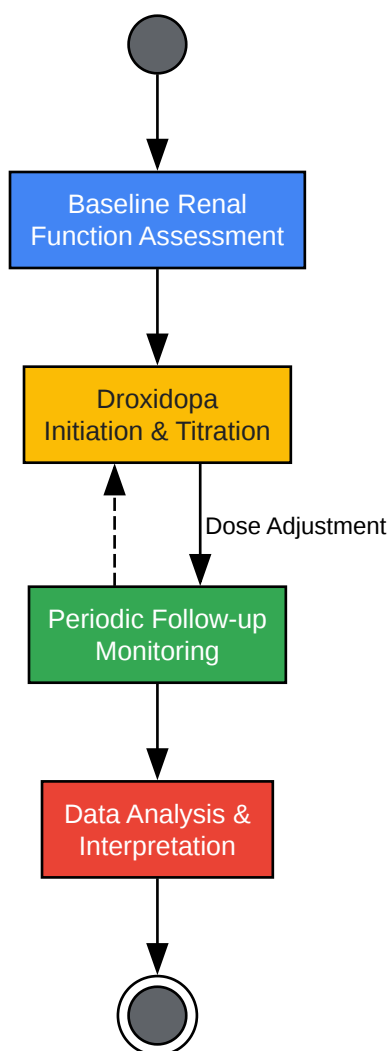 Baseline Renal
Function Assessment
Droxidopa
Initiation & Titration
Dose Adjustment
Periodic Follow-up
Monitoring
Data Analysis &
Interpretation